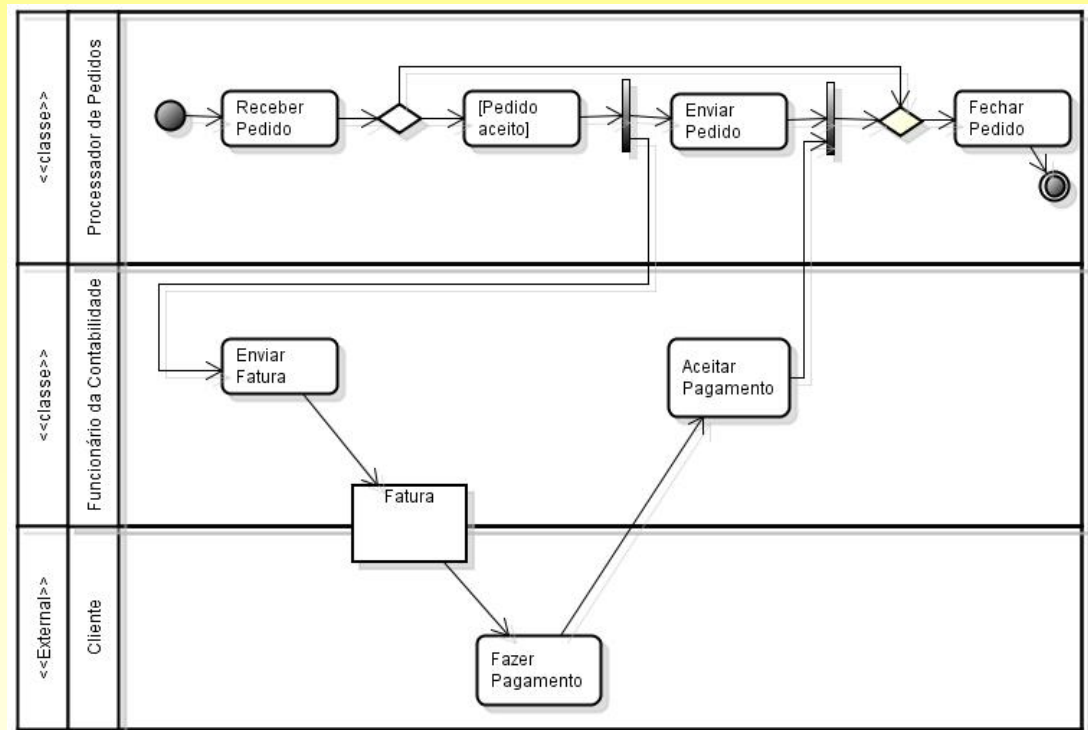 <<classe>>
Processador de Pedidos
Receber
Pedido
[Pedido
aceito]
Enviar
Pedido
Fechar
Pedido
<<classe>>
Funcionário da Contabilidade
Enviar
Fatura
Aceitar
Pagamento
Fatura
<<External>>
Cliente
Fazer
Pagamento